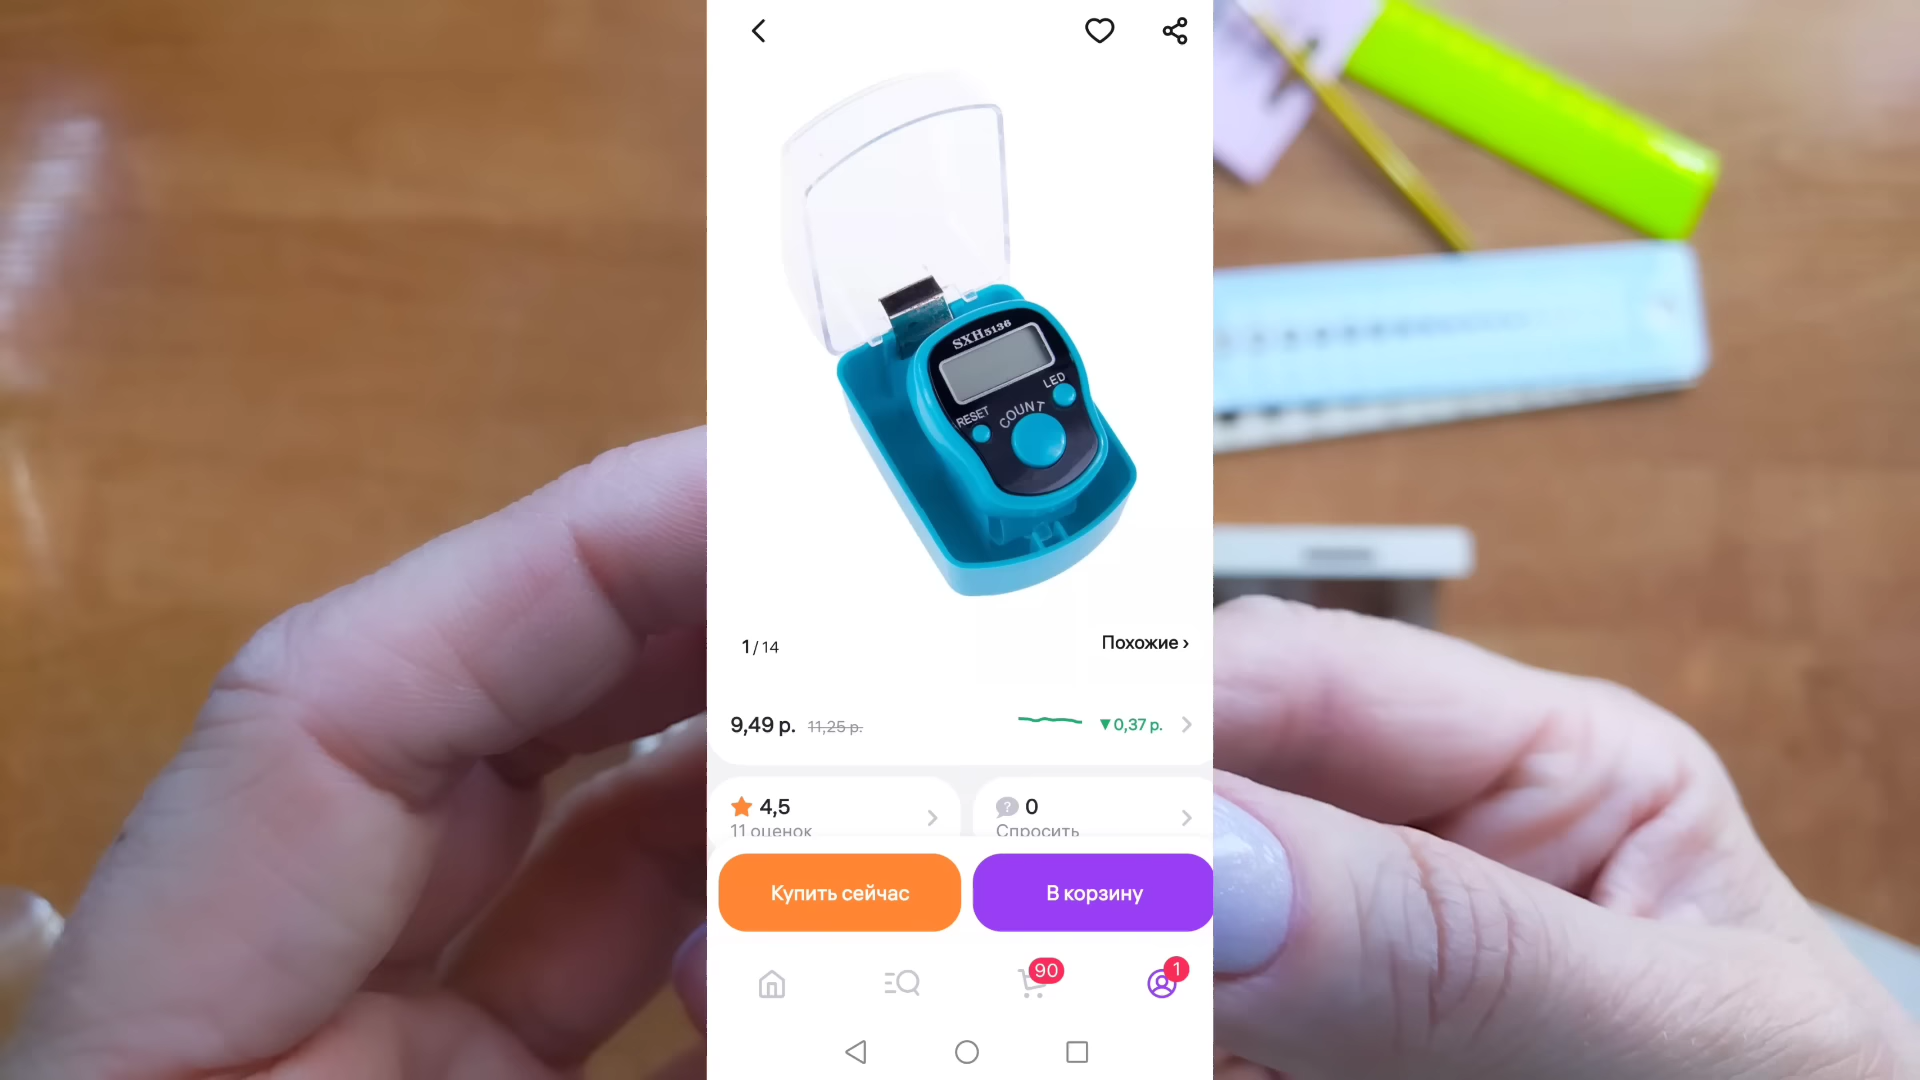 SXH5136
LED
RESET
COUNT
1/14
Похожие ›
9,49 р. 11,25 р. ▼0,37 р.
4,5
11 оценок
? 0
Спросить
Купить сейчас
В корзину
90
1